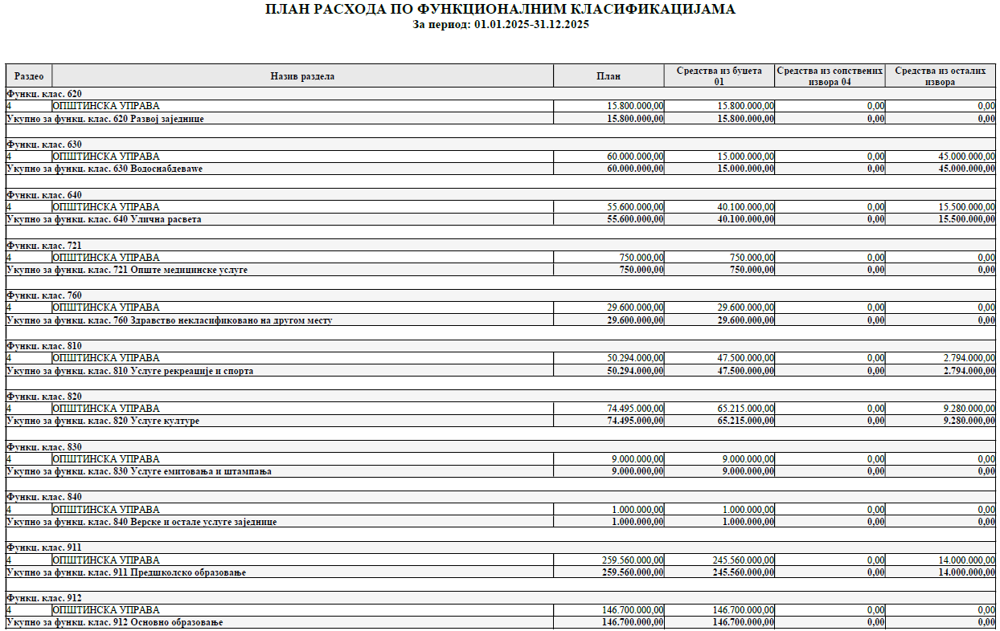 ПЛАН РАСХОДА ПО ФУНКЦИОНАЛНИМ КЛАСИФИКАЦИЈАМА
За период: 01.01.2025-31.12.2025
Раздео Назив раздела План Средства из буџета 01 Средства из сопствених извора 04 Средства из осталих извора
Функц. клас. 620
4 ОПШТИНСКА УПРАВА 15.800.000,00 15.800.000,00 0,00 0,00
Укупно за функц. клас. 620 Развој заједнице 15.800.000,00 15.800.000,00 0,00 0,00
Функц. клас. 630
4 ОПШТИНСКА УПРАВА 60.000.000,00 15.000.000,00 0,00 45.000.000,00
Укупно за функц. клас. 630 Водоснабдеваwе 60.000.000,00 15.000.000,00 0,00 45.000.000,00
Функц. клас. 640
4 ОПШТИНСКА УПРАВА 55.600.000,00 40.100.000,00 0,00 15.500.000,00
Укупно за функц. клас. 640 Улична расвета 55.600.000,00 40.100.000,00 0,00 15.500.000,00
Функц. клас. 721
4 ОПШТИНСКА УПРАВА 750.000,00 750.000,00 0,00 0,00
Укупно за функц. клас. 721 Опште медицинске услуге 750.000,00 750.000,00 0,00 0,00
Функц. клас. 760
4 ОПШТИНСКА УПРАВА 29.600.000,00 29.600.000,00 0,00 0,00
Укупно за функц. клас. 760 Здравство некласификовано на другом месту 29.600.000,00 29.600.000,00 0,00 0,00
Функц. клас. 810
4 ОПШТИНСКА УПРАВА 50.294.000,00 47.500.000,00 0,00 2.794.000,00
Укупно за функц. клас. 810 Услуге рекреације и спорта 50.294.000,00 47.500.000,00 0,00 2.794.000,00
Функц. клас. 820
4 ОПШТИНСКА УПРАВА 74.495.000,00 65.215.000,00 0,00 9.280.000,00
Укупно за функц. клас. 820 Услуге културе 74.495.000,00 65.215.000,00 0,00 9.280.000,00
Функц. клас. 830
4 ОПШТИНСКА УПРАВА 9.000.000,00 9.000.000,00 0,00 0,00
Укупно за функц. клас. 830 Услуге емитовања и штампања 9.000.000,00 9.000.000,00 0,00 0,00
Функц. клас. 840
4 ОПШТИНСКА УПРАВА 1.000.000,00 1.000.000,00 0,00 0,00
Укупно за функц. клас. 840 Верске и остале услуге заједнице 1.000.000,00 1.000.000,00 0,00 0,00
Функц. клас. 911
4 ОПШТИНСКА УПРАВА 259.560.000,00 245.560.000,00 0,00 14.000.000,00
Укупно за функц. клас. 911 Предшколско образовање 259.560.000,00 245.560.000,00 0,00 14.000.000,00
Функц. клас. 912
4 ОПШТИНСКА УПРАВА 146.700.000,00 146.700.000,00 0,00 0,00
Укупно за функц. клас. 912 Основно образовање 146.700.000,00 146.700.000,00 0,00 0,00